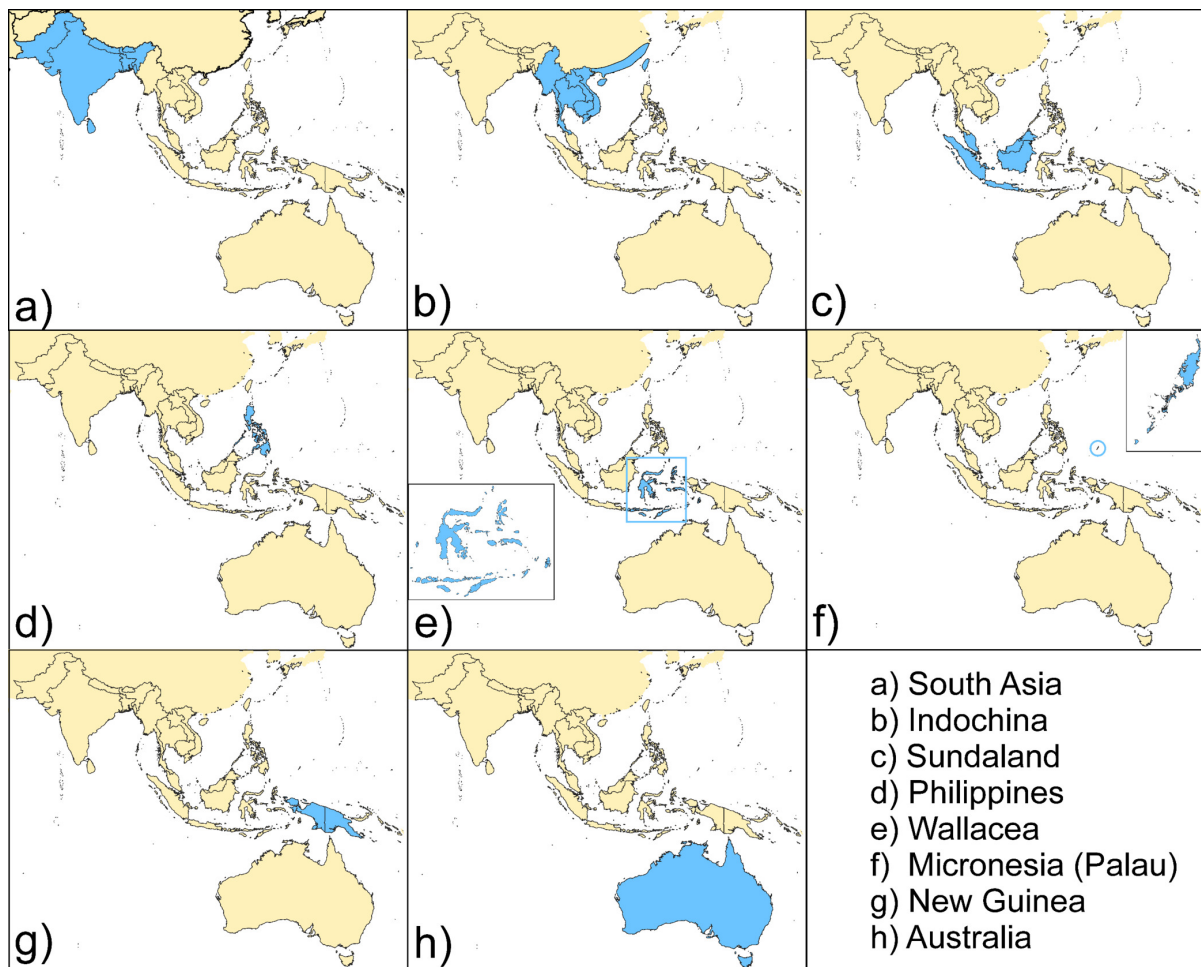 a)
b)
c)
d)
e)
f)
g)
h)
a) South Asia
b) Indochina
c) Sundaland
d) Philippines
e) Wallacea
f) Micronesia (Palau)
g) New Guinea
h) Australia